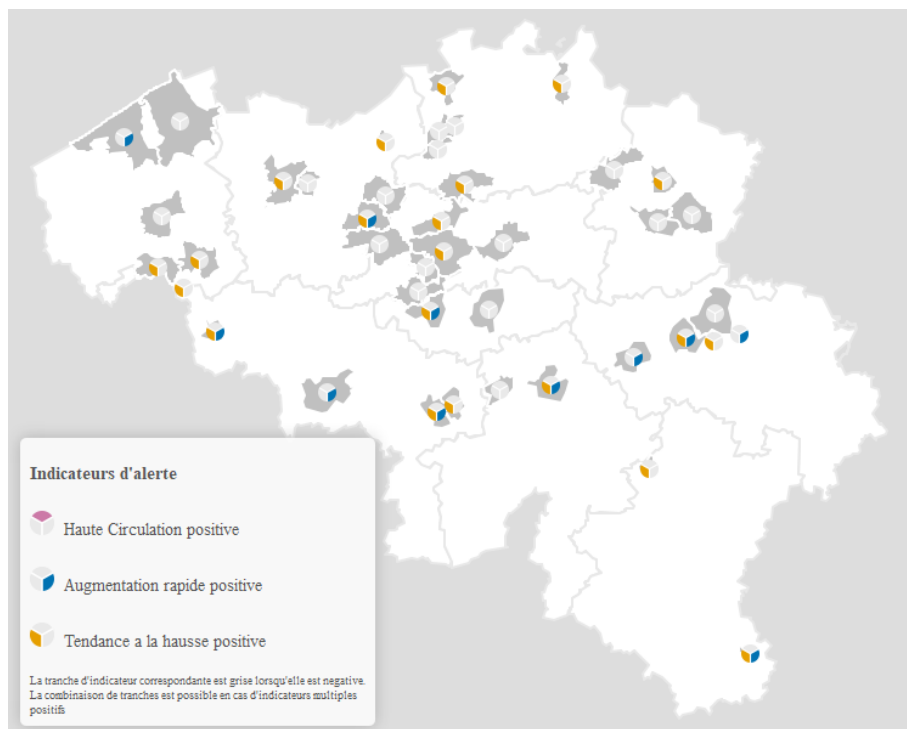 Indicateurs d'alerte
Haute Circulation positive
Augmentation rapide positive
Tendance a la hausse positive
La tranche d'indicateur correspondante est grise lorsqu'elle est negative.
La combinaison de tranches est possible en cas d'indicateurs multiples
positifs